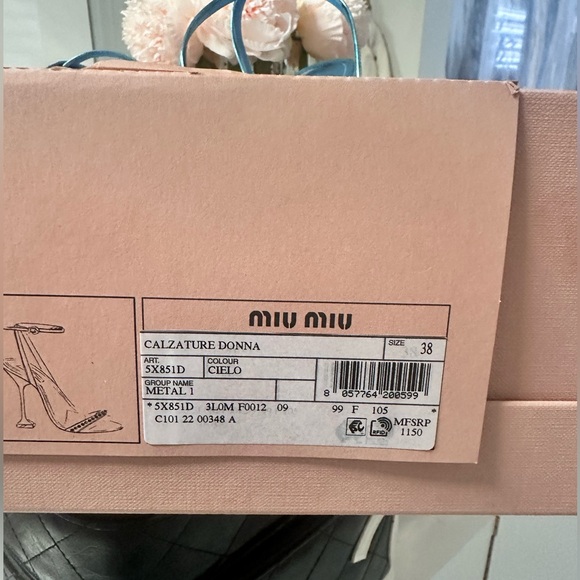 miu miu
CALZATURE DONNA SIZE 38
ART. COLOUR
5X851D CIELO
GROUP NAME
METAL 1
8 057764 200599
* 5X851D 3L0M F0012 09 99 F 105 *
C101 22 00348 A MFSRP
RFID 1150